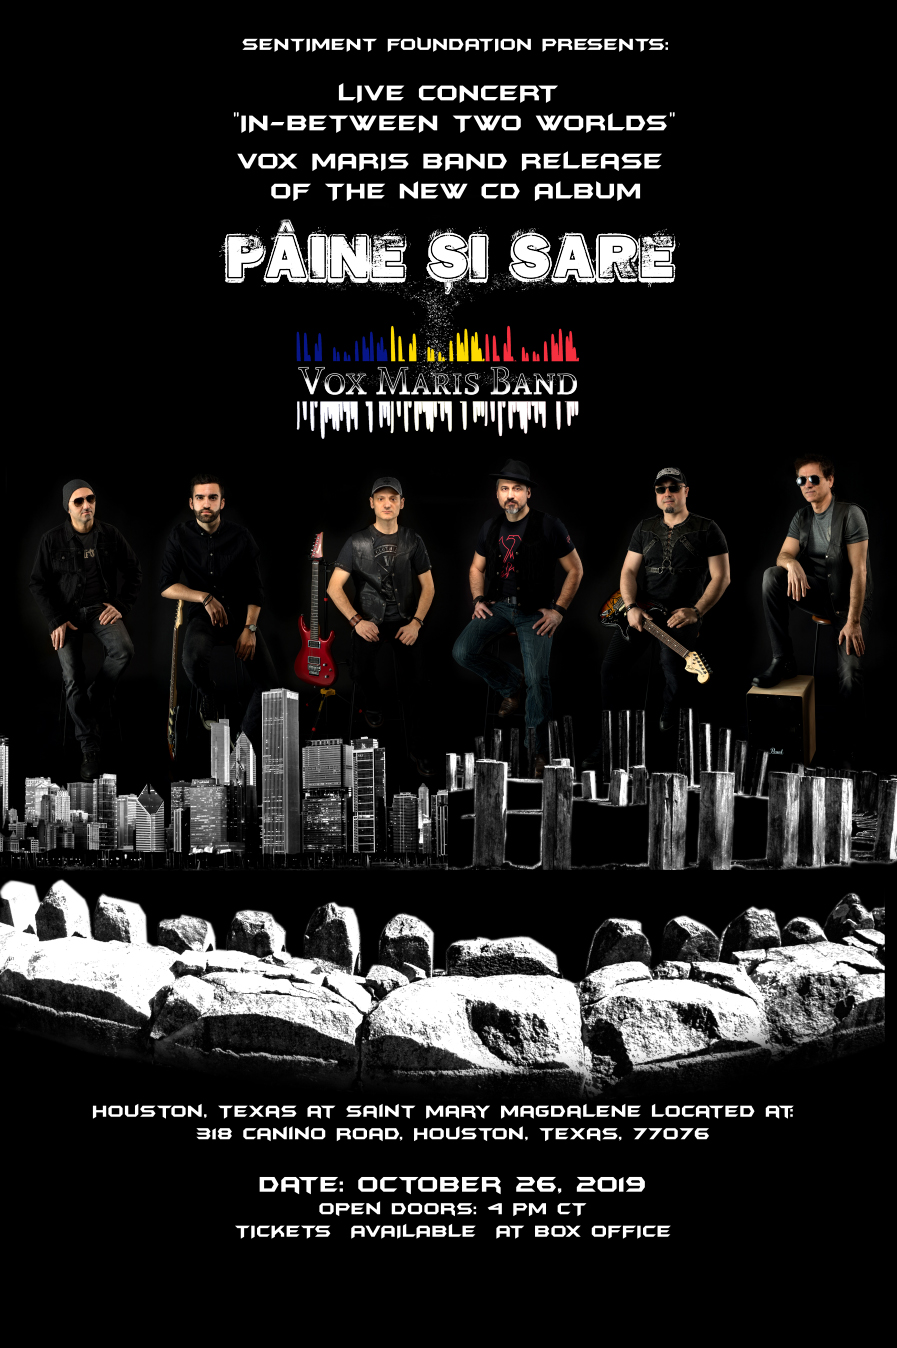 SENTIMENT FOUNDATION PRESENTS:
LIVE CONCERT
"IN-BETWEEN TWO WORLDS"
VOX MARIS BAND RELEASE
OF THE NEW CD ALBUM
PÂINE ȘI SARE
VOX MARIS BAND
HOUSTON, TEXAS AT SAINT MARY MAGDALENE LOCATED AT:
318 CANINO ROAD, HOUSTON, TEXAS, 77076
DATE: OCTOBER 26, 2019
OPEN DOORS: 4 PM CT
TICKETS AVAILABLE AT BOX OFFICE